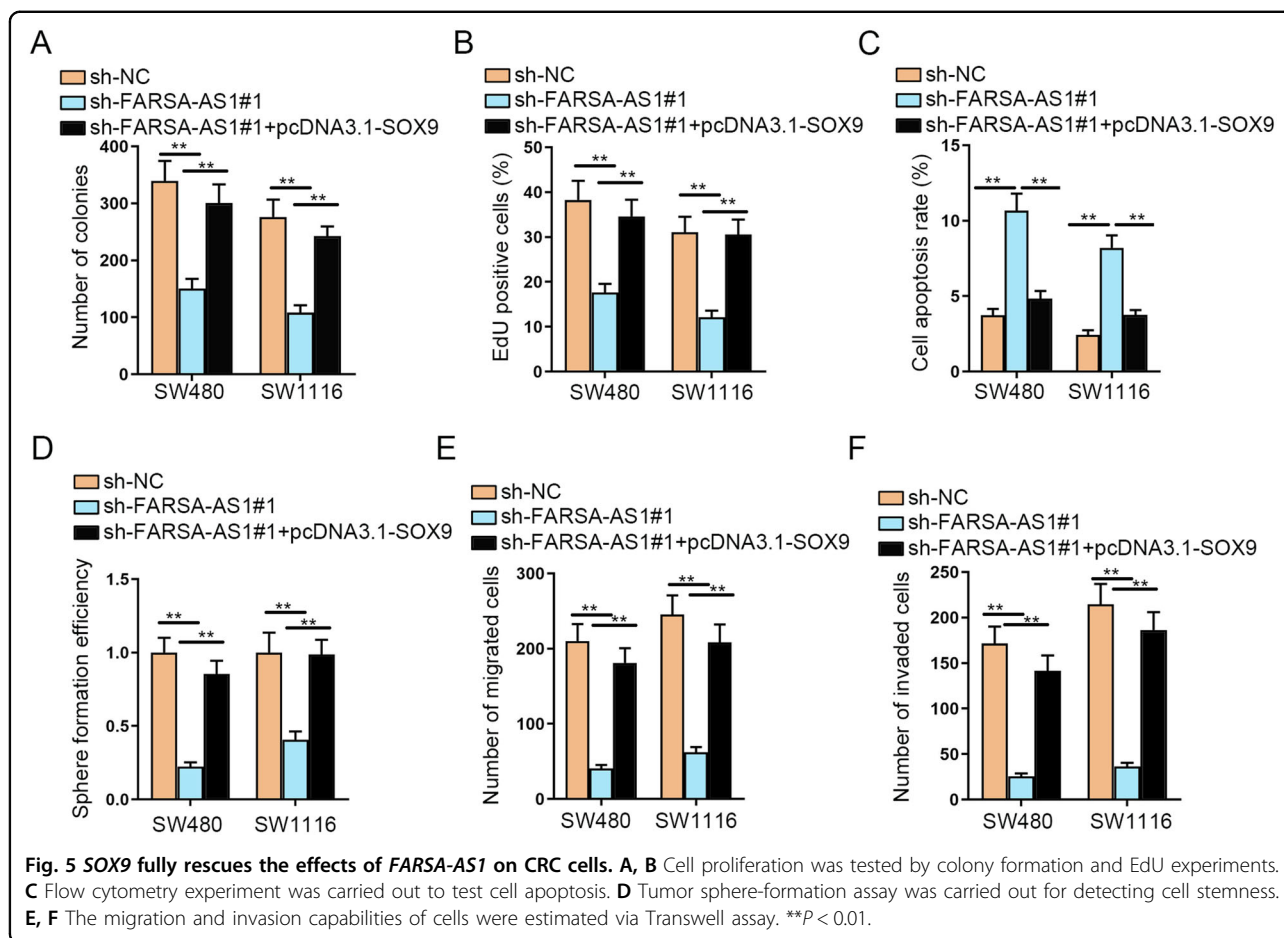 A
sh-NC
sh-FARSA-AS1#1
sh-FARSA-AS1#1+pcDNA3.1-SOX9
Number of colonies
400
300
200
100
0
** ** ** **
SW480 SW1116
B
sh-NC
sh-FARSA-AS1#1
sh-FARSA-AS1#1+pcDNA3.1-SOX9
EdU positive cells (%)
50
40
30
20
10
0
** ** ** **
SW480 SW1116
C
sh-NC
sh-FARSA-AS1#1
sh-FARSA-AS1#1+pcDNA3.1-SOX9
Cell apoptosis rate (%)
15
10
5
0
** ** ** **
SW480 SW1116
D
sh-NC
sh-FARSA-AS1#1
sh-FARSA-AS1#1+pcDNA3.1-SOX9
Sphere formation efficiency
1.5
1.0
0.5
0.0
** ** ** **
SW480 SW1116
E
sh-NC
sh-FARSA-AS1#1
sh-FARSA-AS1#1+pcDNA3.1-SOX9
Number of migrated cells
300
200
100
0
** ** ** **
SW480 SW1116
F
sh-NC
sh-FARSA-AS1#1
sh-FARSA-AS1#1+pcDNA3.1-SOX9
Number of invaded cells
250
200
150
100
50
0
** ** ** **
SW480 SW1116
Fig. 5 SOX9 fully rescues the effects of FARSA-AS1 on CRC cells. A, B Cell proliferation was tested by colony formation and EdU experiments.
C Flow cytometry experiment was carried out to test cell apoptosis. D Tumor sphere-formation assay was carried out for detecting cell stemness.
E, F The migration and invasion capabilities of cells were estimated via Transwell assay. **P < 0.01.